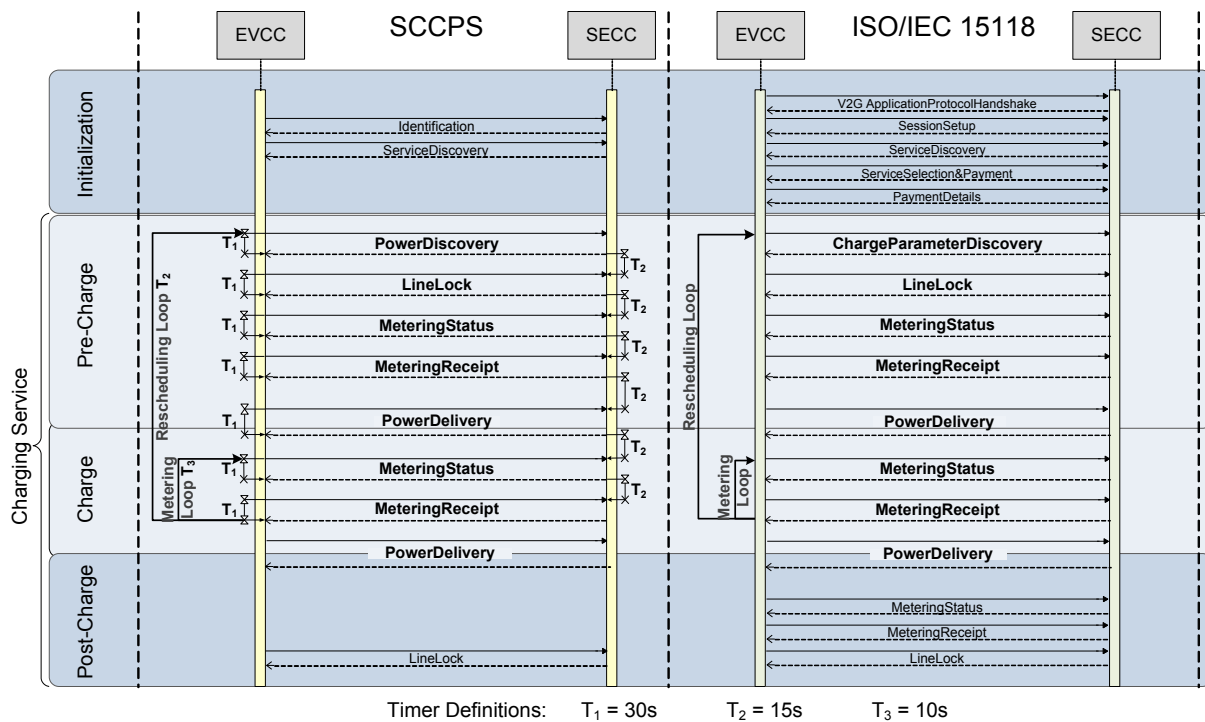 SCCPS
ISO/IEC 15118
EVCC
SECC
EVCC
SECC
Initialization
Identification
ServiceDiscovery
V2G ApplicationProtocolHandshake
SessionSetup
ServiceDiscovery
ServiceSelection&Payment
PaymentDetails
Charging Service
Pre-Charge
Rescheduling Loop T2
T1
PowerDiscovery
T2
T1
LineLock
T2
T1
MeteringStatus
T2
T1
MeteringReceipt
T2
T1
PowerDelivery
Rescheduling Loop
ChargeParameterDiscovery
LineLock
MeteringStatus
MeteringReceipt
PowerDelivery
Charge
Metering
Loop T3
T2
T1
MeteringStatus
T2
T1
MeteringReceipt
PowerDelivery
Metering
Loop
MeteringStatus
MeteringReceipt
PowerDelivery
Post-Charge
LineLock
MeteringStatus
MeteringReceipt
LineLock
Timer Definitions: T1 = 30s T2 = 15s T3 = 10s